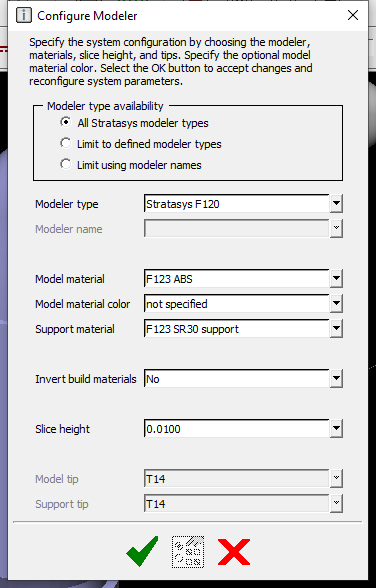 Configure Modeler
Specify the system configuration by choosing the modeler,
materials, slice height, and tips. Specify the optional model
material color. Select the OK button to accept changes and
reconfigure system parameters.
Modeler type availability
All Stratasys modeler types
Limit to defined modeler types
Limit using modeler names
Modeler type Stratasys F120
Modeler name
Model material F123 ABS
Model material color not specified
Support material F123 SR30 support
Invert build materials No
Slice height 0.0100
Model tip T14
Support tip T14